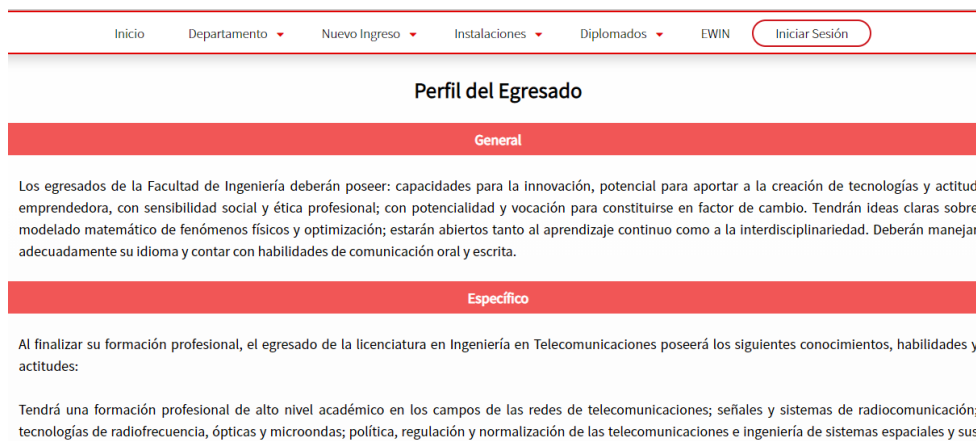 Inicio Departamento Nuevo Ingreso Instalaciones Diplomados EWIN Iniciar Sesión
Perfil del Egresado
General
Los egresados de la Facultad de Ingeniería deberán poseer: capacidades para la innovación, potencial para aportar a la creación de tecnologías y actitud
emprendedora, con sensibilidad social y ética profesional; con potencialidad y vocación para constituirse en factor de cambio. Tendrán ideas claras sobre
modelado matemático de fenómenos físicos y optimización; estarán abiertos tanto al aprendizaje continuo como a la interdisciplinariedad. Deberán manejar
adecuadamente su idioma y contar con habilidades de comunicación oral y escrita.
Específico
Al finalizar su formación profesional, el egresado de la licenciatura en Ingeniería en Telecomunicaciones poseerá los siguientes conocimientos, habilidades y
actitudes:
Tendrá una formación profesional de alto nivel académico en los campos de las redes de telecomunicaciones; señales y sistemas de radiocomunicación;
tecnologías de radiofrecuencia, ópticas y microondas; política, regulación y normalización de las telecomunicaciones e ingeniería de sistemas espaciales y sus